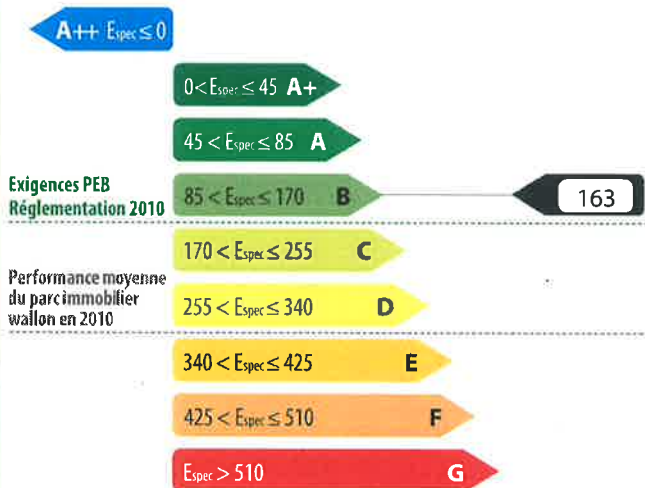 A++ Espec ≤ 0
0 < Espec ≤ 45 A+
45 < Espec ≤ 85 A
Exigences PEB
Réglementation 2010
85 < Espec ≤ 170 B
163
170 < Espec ≤ 255 C
Performance moyenne
du parc immobilier
wallon en 2010
255 < Espec ≤ 340 D
340 < Espec ≤ 425 E
425 < Espec ≤ 510 F
Espec > 510 G